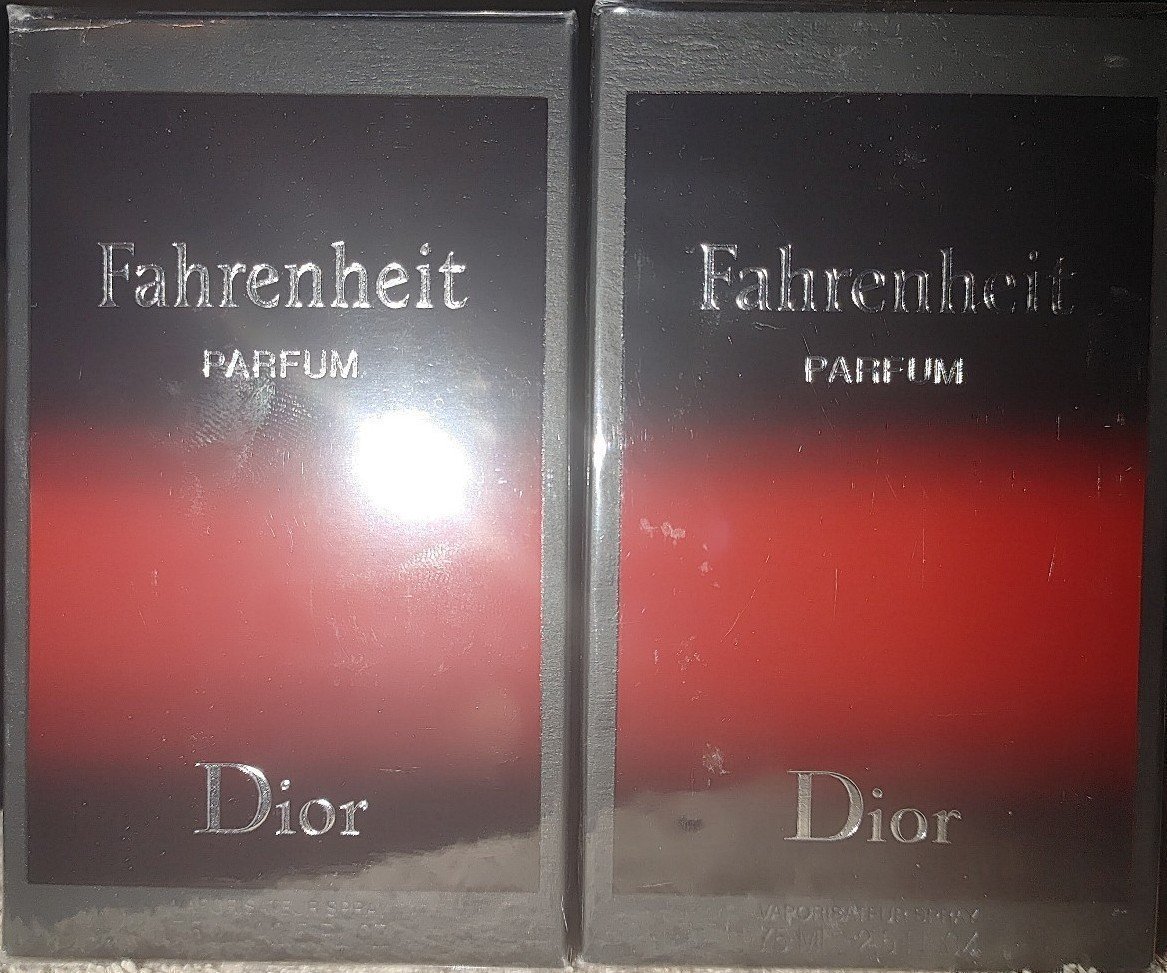 Fahrenheit
PARFUM
Dior
Fahrenheit
PARFUM
Dior
VAPORISATEUR SPRAY